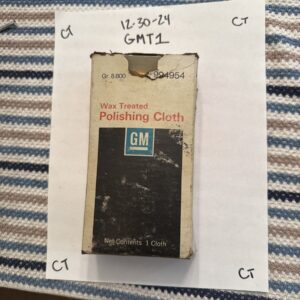 12-30-24
CT
CT
GMT1
Gr 8.800
994954
Wax Treated
Polishing Cloth
GM
Net Contents 1 Cloth
CT
CT